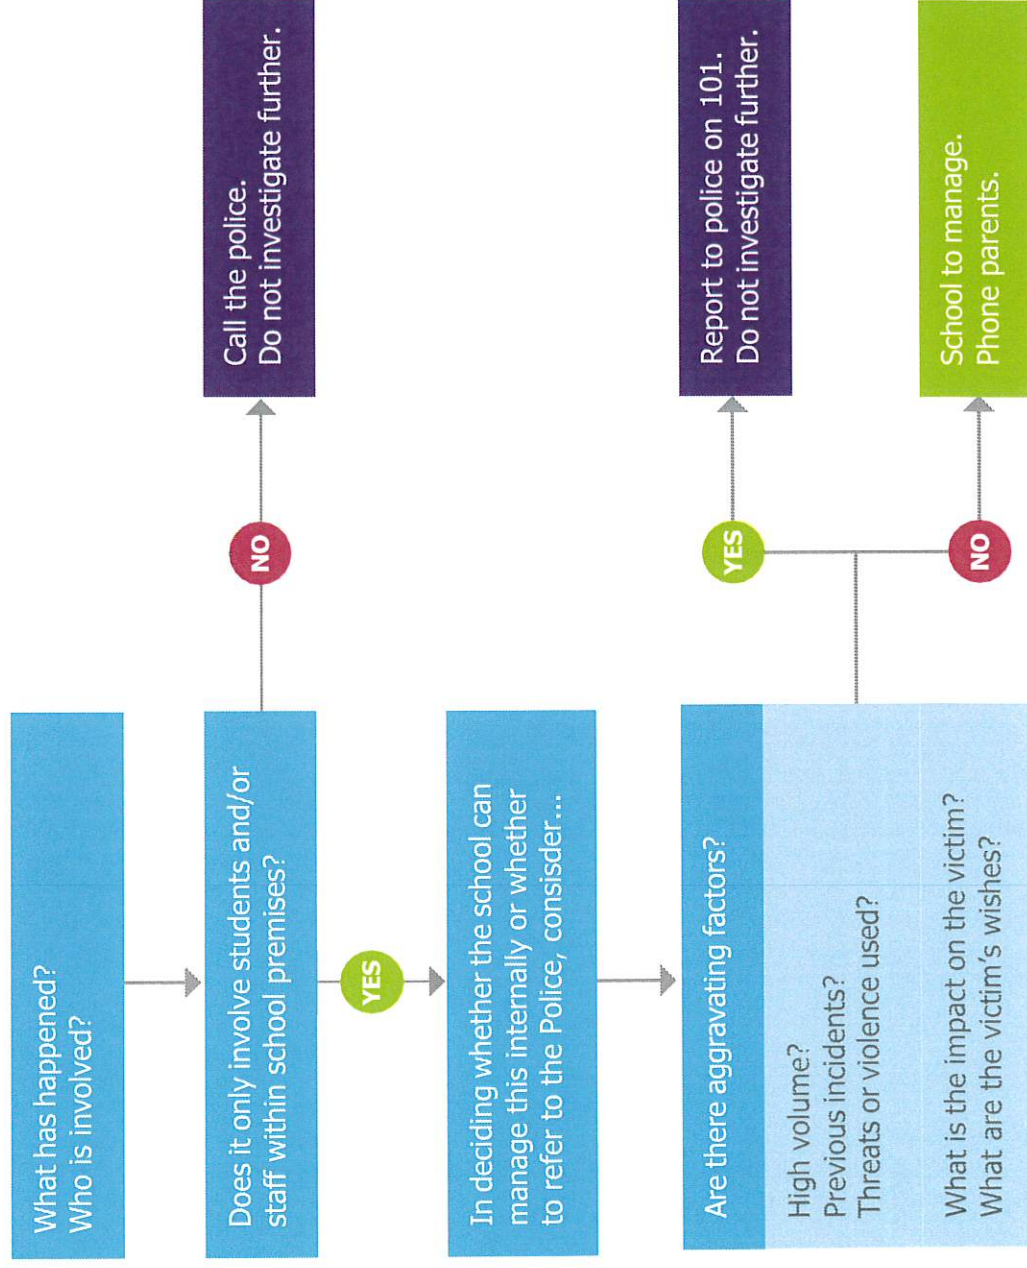 What has happened?
Who is involved?
Does it only involve students and/or
staff within school premises?
NO
Call the police.
Do not investigate further.
YES
In deciding whether the school can
manage this internally or whether
to refer to the Police, consisder...
Are there aggravating factors?
High volume?
Previous incidents?
Threats or violence used?
What is the impact on the victim?
What are the victim's wishes?
YES
Report to police on 101.
Do not investigate further.
NO
School to manage.
Phone parents.